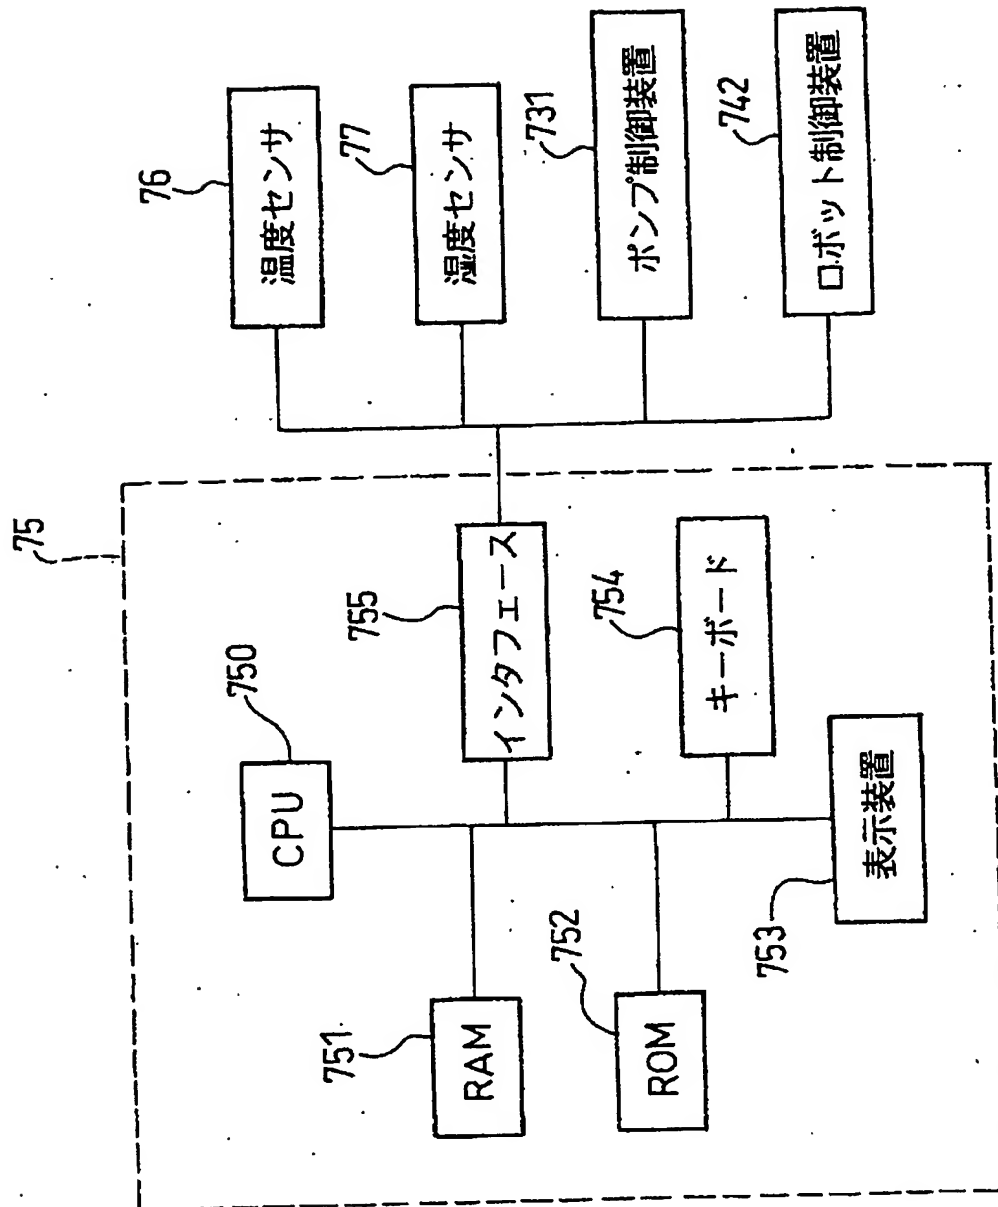 75
750
CPU
751
RAM
752
ROM
753
表示装置
754
キーボード
755
インタフェース
76
温度センサ
77
湿度センサ
731
ポンプ制御装置
742
ロボット制御装置